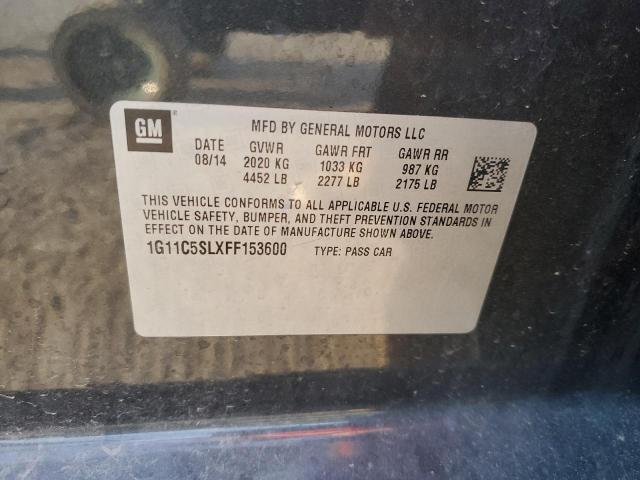 GM
MFD BY GENERAL MOTORS LLC
DATE GVWR GAWR FRT GAWR RR
08/14 2020 KG 1033 KG 987 KG
4452 LB 2277 LB 2175 LB
THIS VEHICLE CONFORMS TO ALL APPLICABLE U.S. FEDERAL MOTOR
VEHICLE SAFETY, BUMPER, AND THEFT PREVENTION STANDARDS
IN EFFECT ON THE DATE OF MANUFACTURE SHOWN ABOVE.
1G11C5SLXFF153600 TYPE: PASS CAR